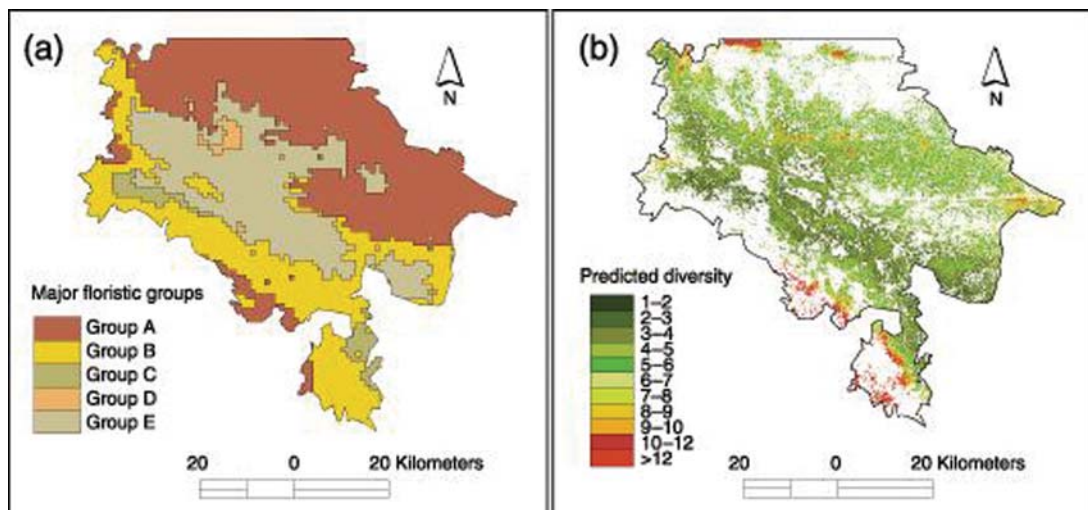 (a)
N
Major floristic groups
Group A
Group B
Group C
Group D
Group E
20 0 20 Kilometers
(b)
N
Predicted diversity
1–2
2–3
3–4
4–5
5–6
6–7
7–8
8–9
9–10
10–12
>12
20 0 20 Kilometers